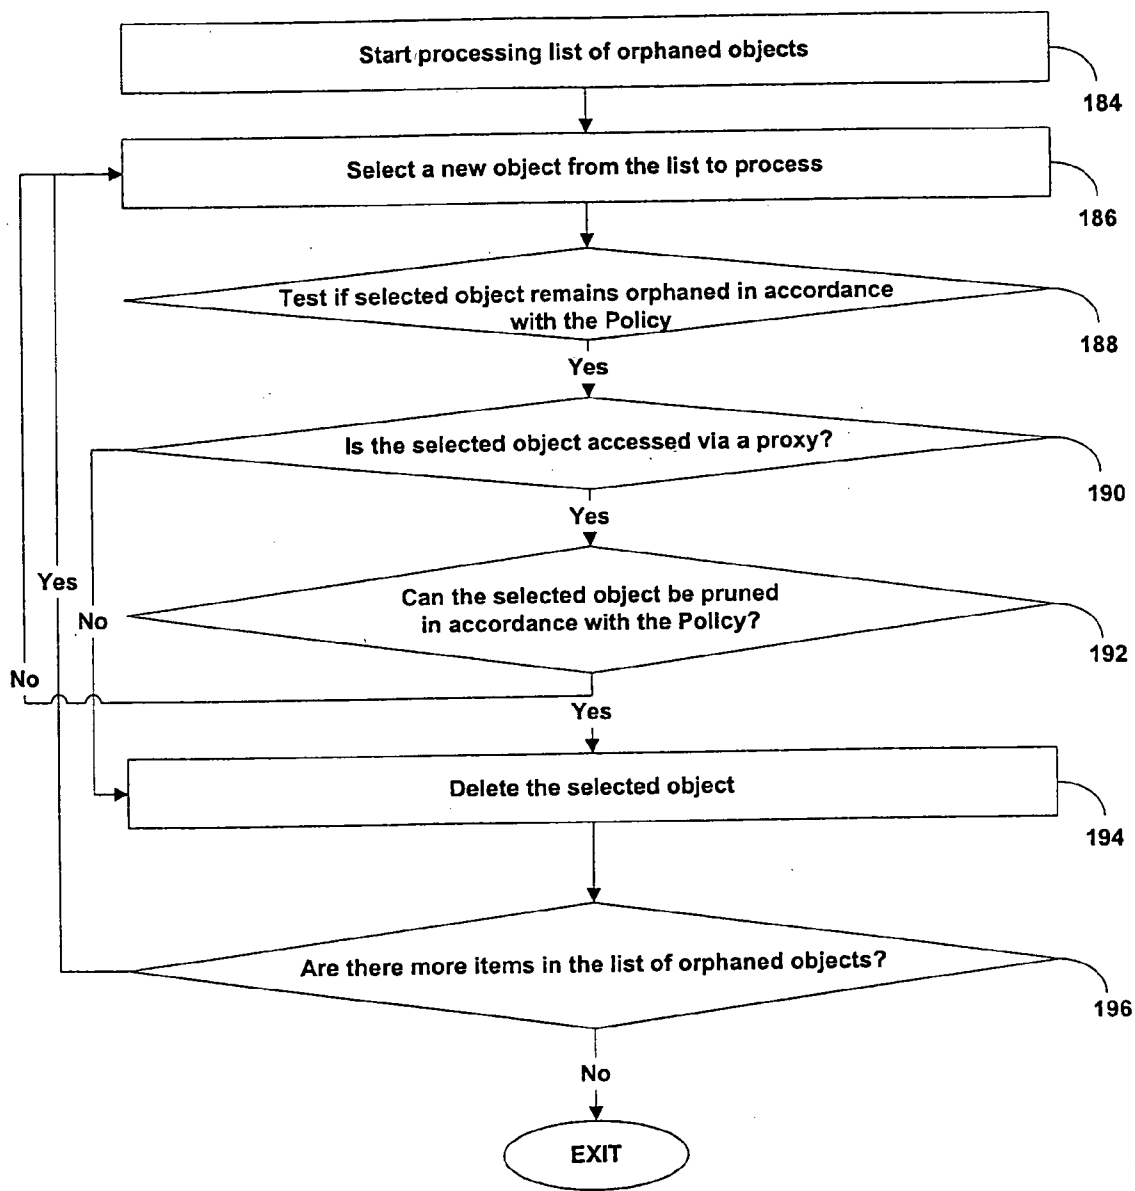 Start processing list of orphaned objects
184
Select a new object from the list to process
186
Test if selected object remains orphaned in accordance
with the Policy
188
Yes
Is the selected object accessed via a proxy?
190
Yes
Can the selected object be pruned
in accordance with the Policy?
192
Yes
No
No
Yes
Delete the selected object
194
Are there more items in the list of orphaned objects?
196
No
EXIT